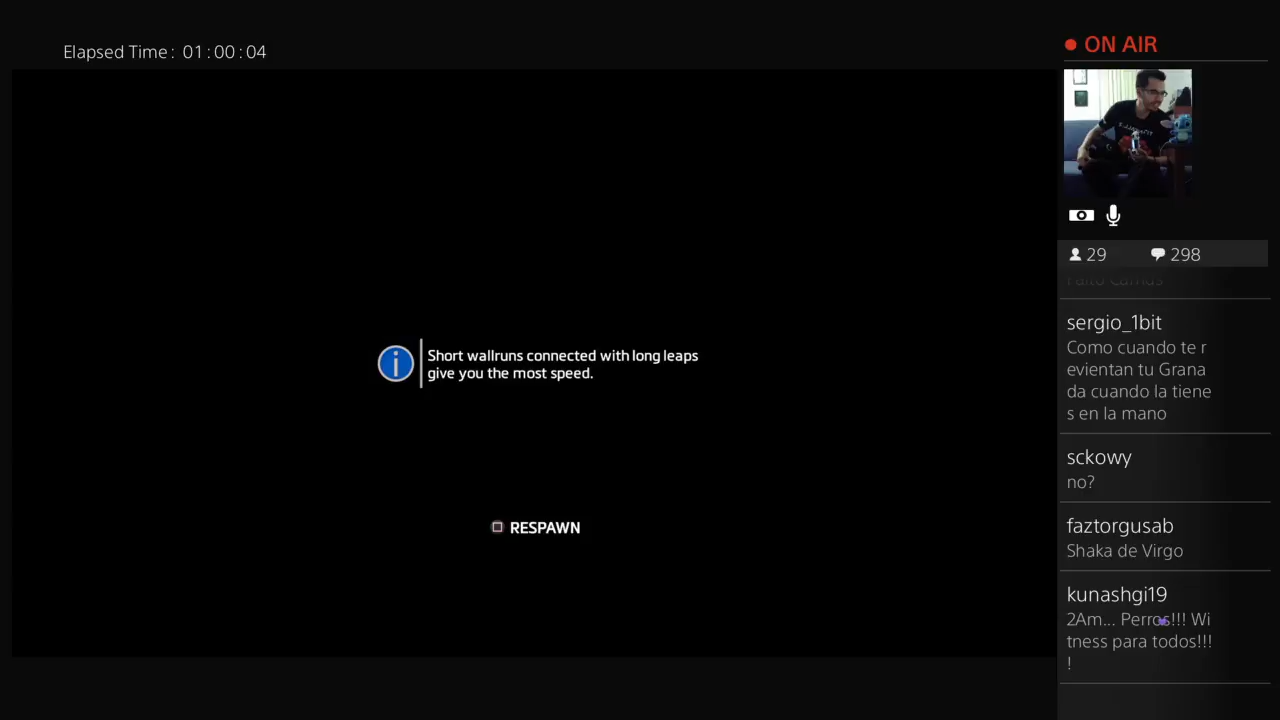 Elapsed Time: 01:00:04
ON AIR
29 298
sergio_1bit
Como cuando te r
evientan tu Grana
da cuando la tiene
s en la mano
Short wallruns connected with long leaps
give you the most speed.
sckowy
no?
RESPAWN
faztorgusab
Shaka de Virgo
kunashgi19
2Am... Perros!!! Wi
tness para todos!!!
!